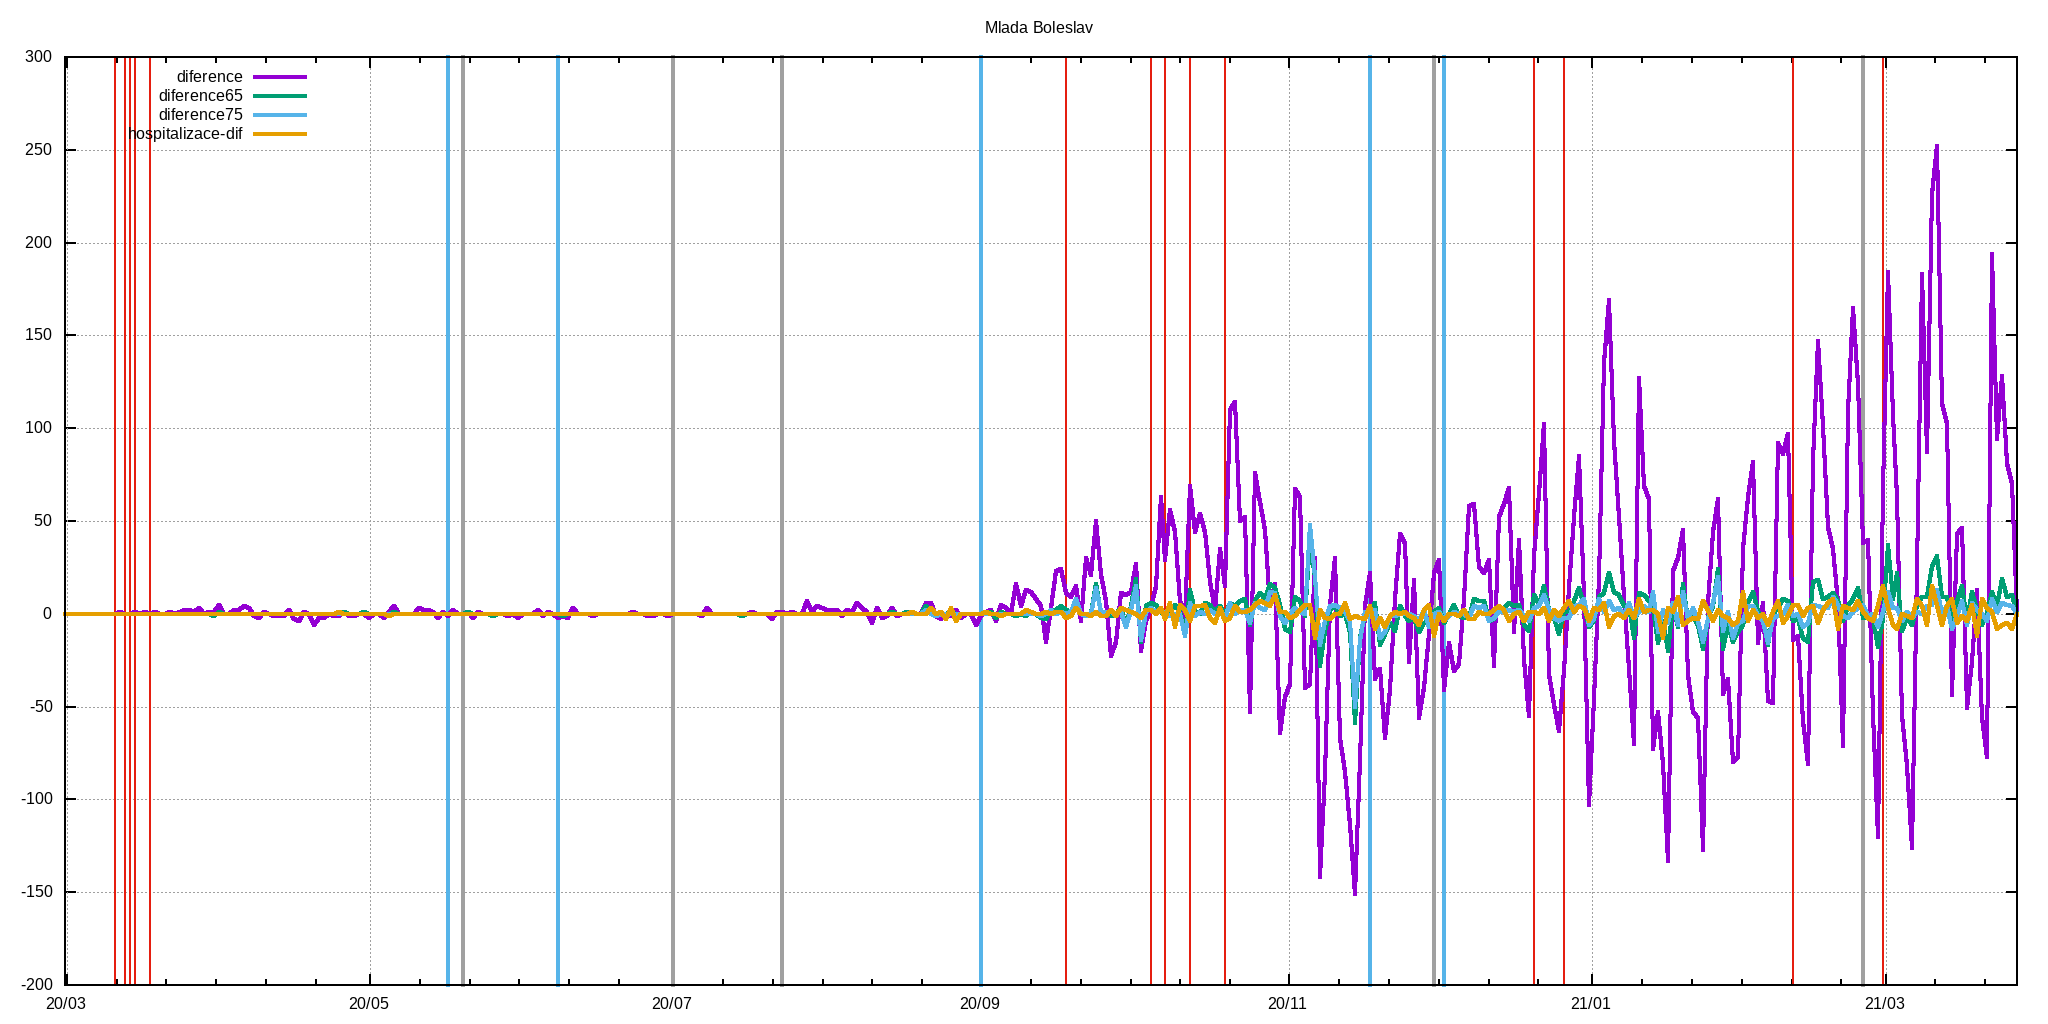 Mlada Boleslav
300
diference
diference65
diference75
hospitalizace-dif
250
200
150
100
50
0
-50
-100
-150
-200
20/03 20/05 20/07 20/09 20/11 21/01 21/03